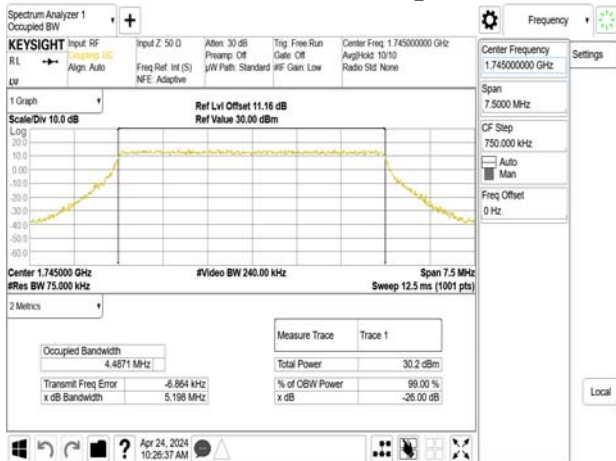 Spectrum Analyzer 1
Occupied BW
Frequency
KEYSIGHT
Input: RF
Input Z: 50 Ω
Atten: 30 dB
Trig: Free Run
Center Freq: 1.745000000 GHz
RL
Coupling: DC
Preamp: Off
Gate: Off
Avg|Hold: 10/10
Align: Auto
Freq Ref: Int (S)
µW Path: Standard
#IF Gain: Low
Radio Std: None
NFE: Adaptive
Center Frequency
1.745000000 GHz
Settings
Span
7.5000 MHz
CF Step
750.000 kHz
Auto
Man
Freq Offset
0 Hz
Local
1 Graph
Ref Lvl Offset 11.16 dB
Scale/Div 10.0 dB
Ref Value 30.00 dBm
Log
20.0
10.0
0.00
-10.0
-20.0
-30.0
-40.0
-50.0
-60.0
Center 1.745000 GHz
#Video BW 240.00 kHz
Span 7.5 MHz
#Res BW 75.000 kHz
Sweep 12.5 ms (1001 pts)
2 Metrics
Measure Trace
Trace 1
Occupied Bandwidth
4.4871 MHz
Total Power
30.2 dBm
Transmit Freq Error
-6.864 kHz
% of OBW Power
99.00 %
x dB Bandwidth
5.198 MHz
x dB
-26.00 dB
Apr 24, 2024
10:26:37 AM